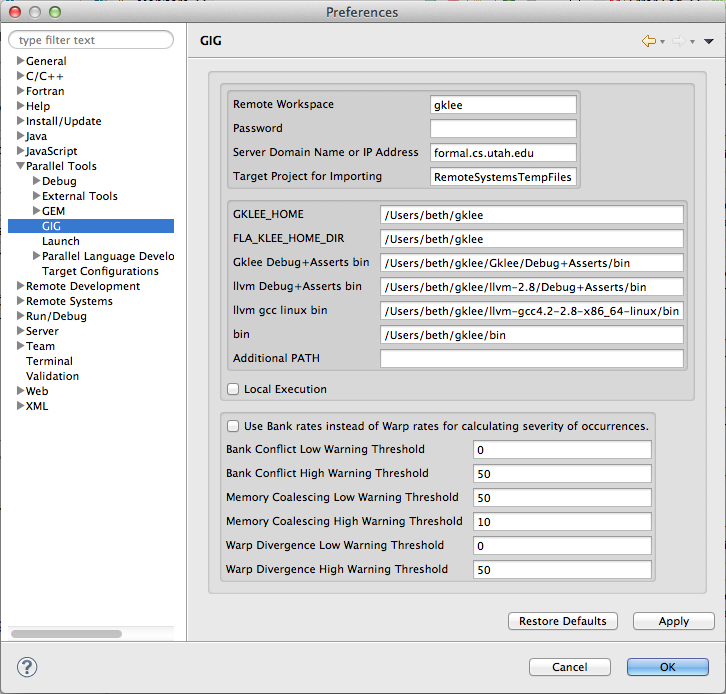 Preferences
type filter text
General
C/C++
Fortran
Help
Install/Update
Java
JavaScript
Parallel Tools
Debug
External Tools
GEM
GIG
Launch
Parallel Language Develo
Target Configurations
Remote Development
Remote Systems
Run/Debug
Server
Team
Terminal
Validation
Web
XML
GIG
Remote Workspace gklee
Password
Server Domain Name or IP Address formal.cs.utah.edu
Target Project for Importing RemoteSystemsTempFiles
GKLEE_HOME /Users/beth/gklee
FLA_KLEE_HOME_DIR /Users/beth/gklee
Gklee Debug+Asserts bin /Users/beth/gklee/Gklee/Debug+Asserts/bin
llvm Debug+Asserts bin /Users/beth/gklee/llvm-2.8/Debug+Asserts/bin
llvm gcc linux bin /Users/beth/gklee/llvm-gcc4.2-2.8-x86_64-linux/bin
bin /Users/beth/gklee/bin
Additional PATH
Local Execution
Use Bank rates instead of Warp rates for calculating severity of occurrences.
Bank Conflict Low Warning Threshold 0
Bank Conflict High Warning Threshold 50
Memory Coalescing Low Warning Threshold 50
Memory Coalescing High Warning Threshold 10
Warp Divergence Low Warning Threshold 0
Warp Divergence High Warning Threshold 50
Restore Defaults Apply
? Cancel OK